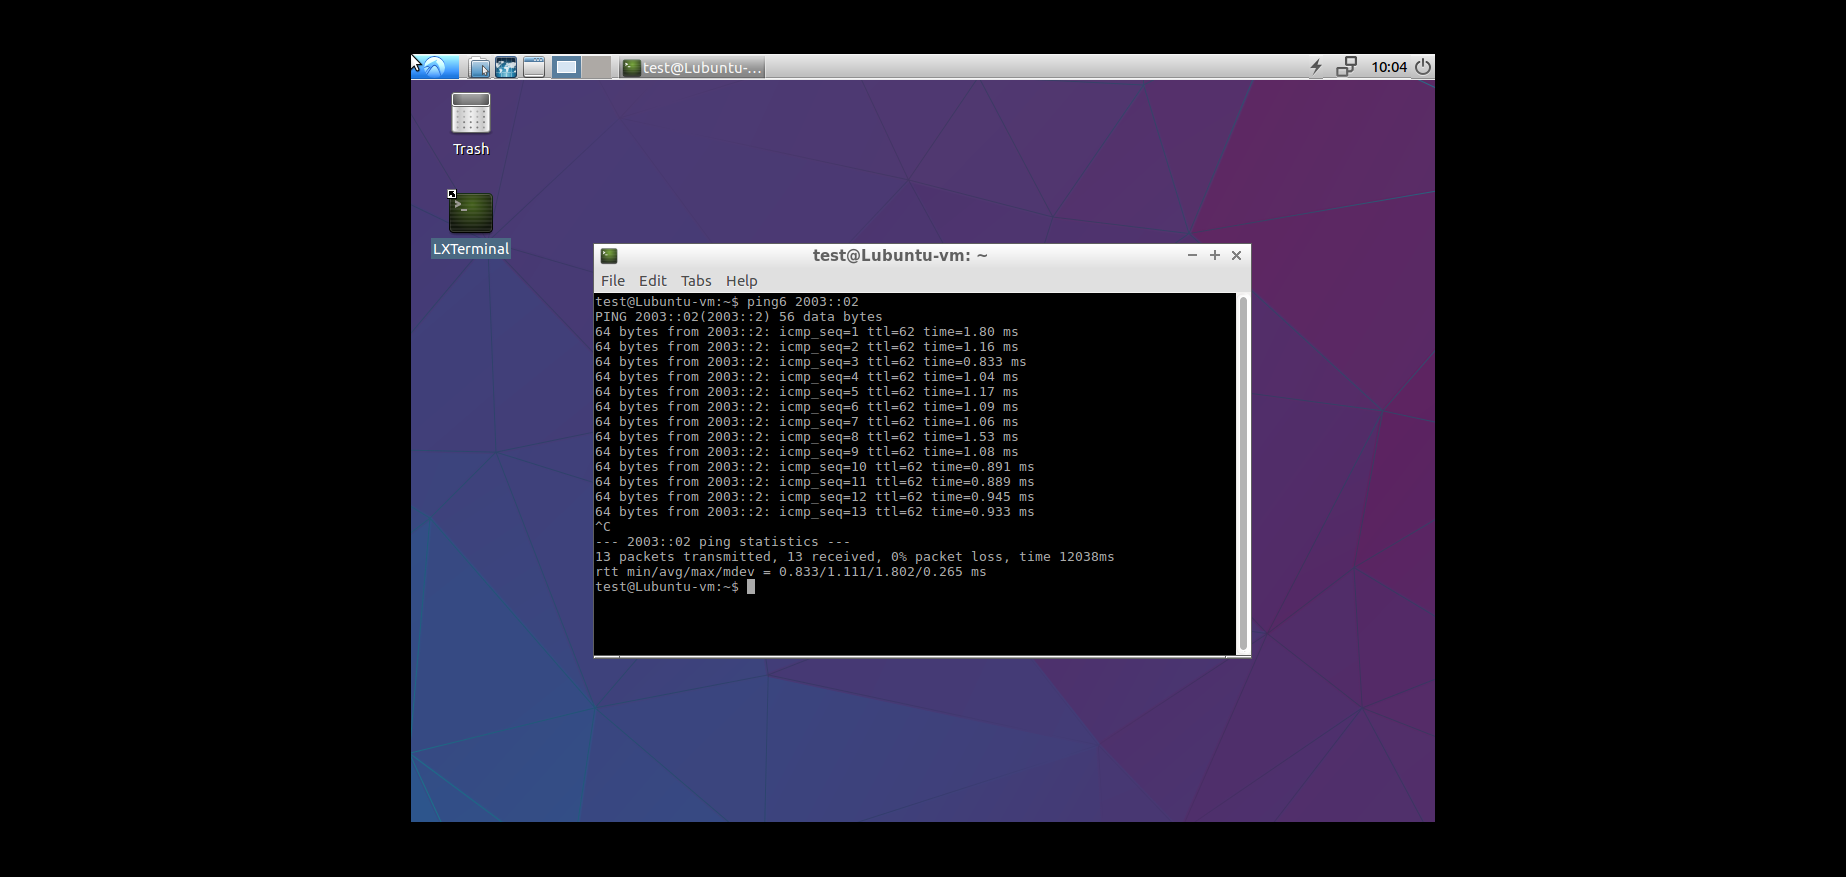 test@Lubuntu-...
10:04
Trash
LXTerminal
test@Lubuntu-vm: ~
File Edit Tabs Help
test@Lubuntu-vm:~$ ping6 2003::02
PING 2003::02(2003::2) 56 data bytes
64 bytes from 2003::2: icmp_seq=1 ttl=62 time=1.80 ms
64 bytes from 2003::2: icmp_seq=2 ttl=62 time=1.16 ms
64 bytes from 2003::2: icmp_seq=3 ttl=62 time=0.833 ms
64 bytes from 2003::2: icmp_seq=4 ttl=62 time=1.04 ms
64 bytes from 2003::2: icmp_seq=5 ttl=62 time=1.17 ms
64 bytes from 2003::2: icmp_seq=6 ttl=62 time=1.09 ms
64 bytes from 2003::2: icmp_seq=7 ttl=62 time=1.06 ms
64 bytes from 2003::2: icmp_seq=8 ttl=62 time=1.53 ms
64 bytes from 2003::2: icmp_seq=9 ttl=62 time=1.08 ms
64 bytes from 2003::2: icmp_seq=10 ttl=62 time=0.891 ms
64 bytes from 2003::2: icmp_seq=11 ttl=62 time=0.889 ms
64 bytes from 2003::2: icmp_seq=12 ttl=62 time=0.945 ms
64 bytes from 2003::2: icmp_seq=13 ttl=62 time=0.933 ms
^C
--- 2003::02 ping statistics ---
13 packets transmitted, 13 received, 0% packet loss, time 12038ms
rtt min/avg/max/mdev = 0.833/1.111/1.802/0.265 ms
test@Lubuntu-vm:~$